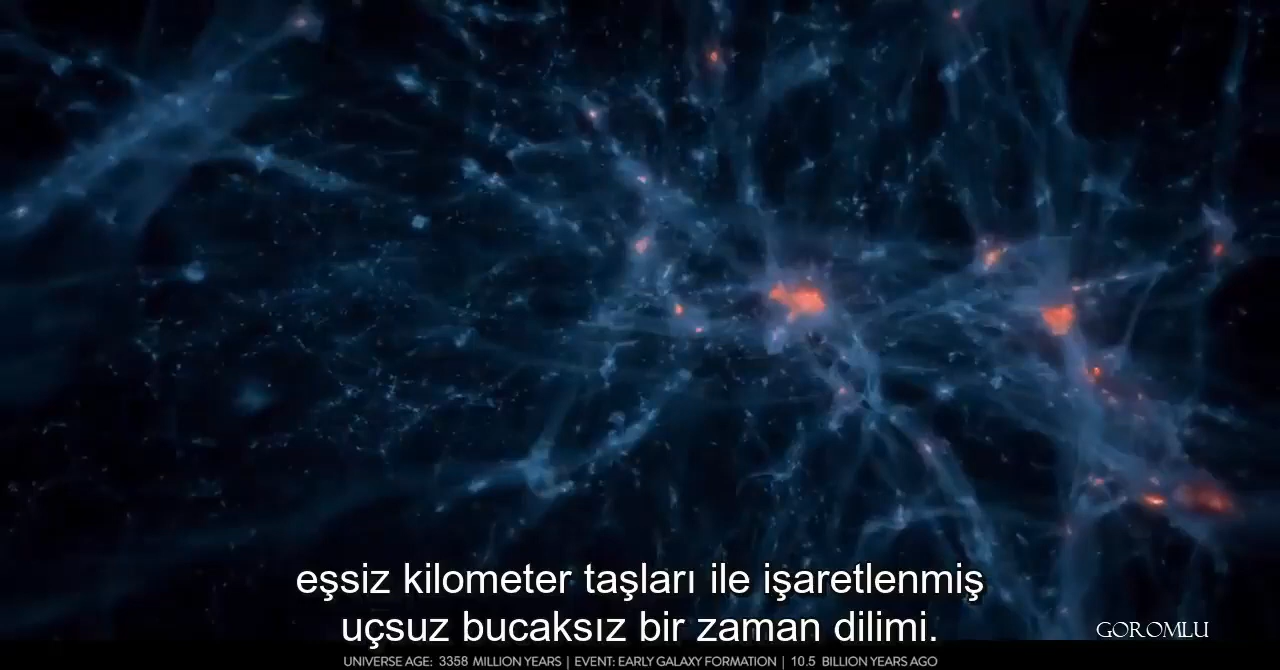 eşsiz kilometer taşları ile işaretlenmiş
uçsuz bucaksız bir zaman dilimi.
GOROMLU
UNIVERSE AGE: 3358 MILLION YEARS | EVENT: EARLY GALAXY FORMATION | 10.5 BILLION YEARS AGO